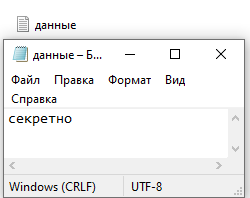 данные
данные – Б...
Файл Правка Формат Вид
Справка
секретно
Windows (CRLF) UTF-8